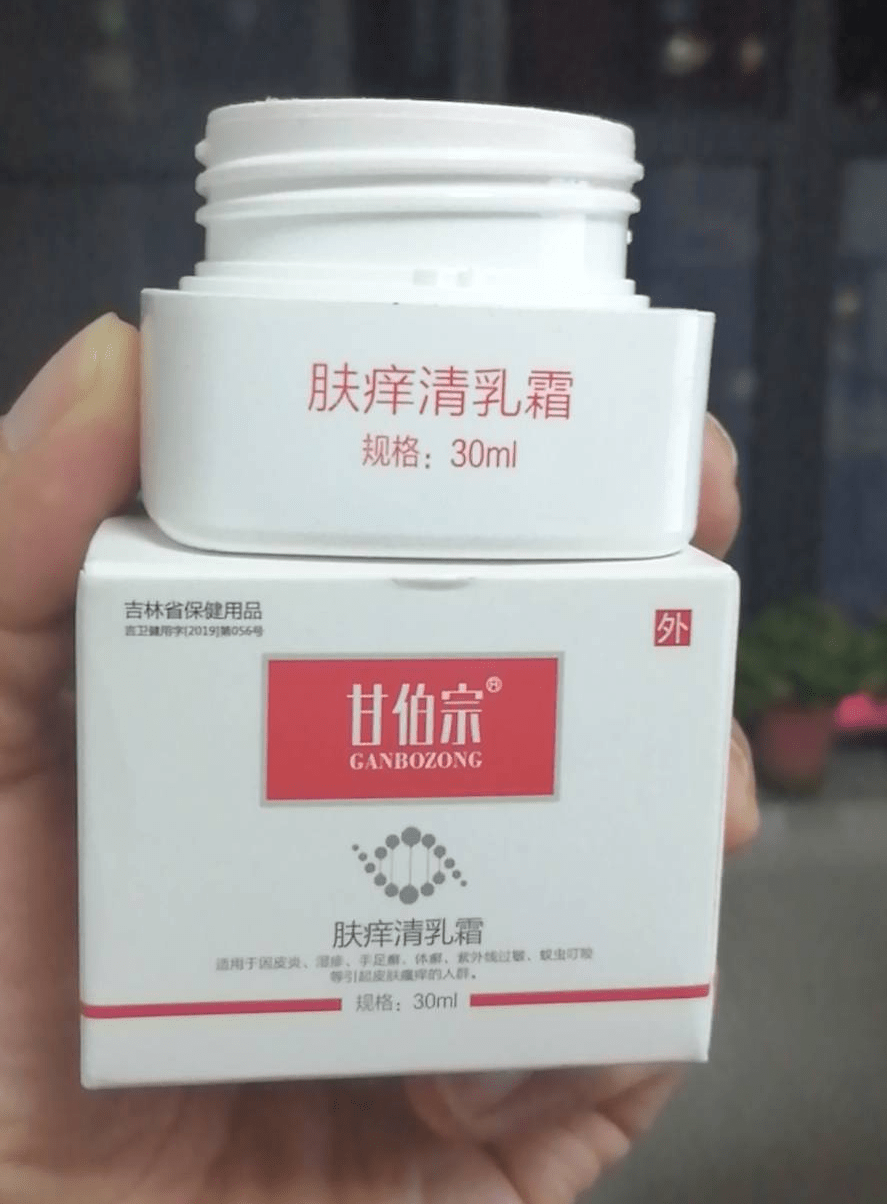 肤痒清乳霜
规格：30ml
吉林省保健用品
吉卫健用字[2019]第056号
外
甘伯宗®
GANBOZONG
肤痒清乳霜
适用于因皮炎、湿疹、手足癣、体癣、紫外线过敏、蚊虫叮咬
等引起皮肤瘙痒的人群。
规格：30ml